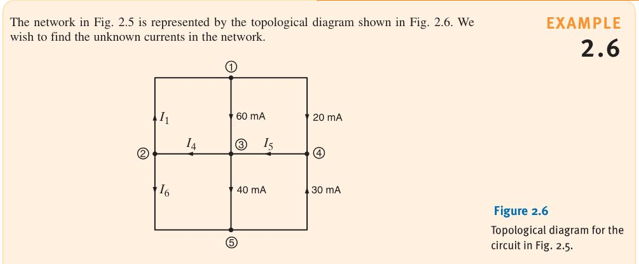 The network in Fig. 2.5 is represented by the topological diagram shown in Fig. 2.6. We
wish to find the unknown currents in the network.
EXAMPLE
2.6
①
I₁
60 mA
20 mA
②
I₄
③
I₅
④
I₆
40 mA
30 mA
⑤
Figure 2.6
Topological diagram for the
circuit in Fig. 2.5.